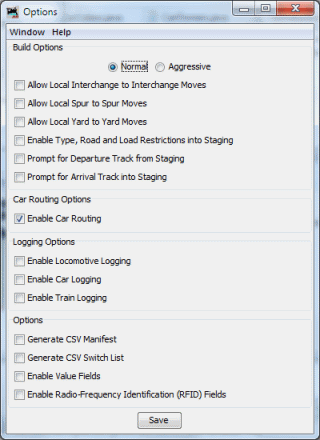 Options
Window Help
Build Options
Normal Aggressive
Allow Local Interchange to Interchange Moves
Allow Local Spur to Spur Moves
Allow Local Yard to Yard Moves
Enable Type, Road and Load Restrictions into Staging
Prompt for Departure Track from Staging
Prompt for Arrival Track into Staging
Car Routing Options
Enable Car Routing
Logging Options
Enable Locomotive Logging
Enable Car Logging
Enable Train Logging
Options
Generate CSV Manifest
Generate CSV Switch List
Enable Value Fields
Enable Radio-Frequency Identification (RFID) Fields
Save